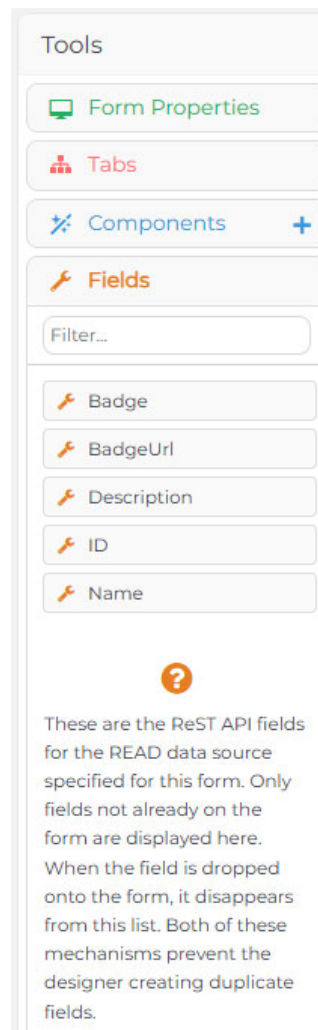 Tools
Form Properties
Tabs
Components
Fields
Filter...
Badge
BadgeUrl
Description
ID
Name
These are the ReST API fields
for the READ data source
specified for this form. Only
fields not already on the
form are displayed here.
When the field is dropped
onto the form, it disappears
from this list. Both of these
mechanisms prevent the
designer creating duplicate
fields.